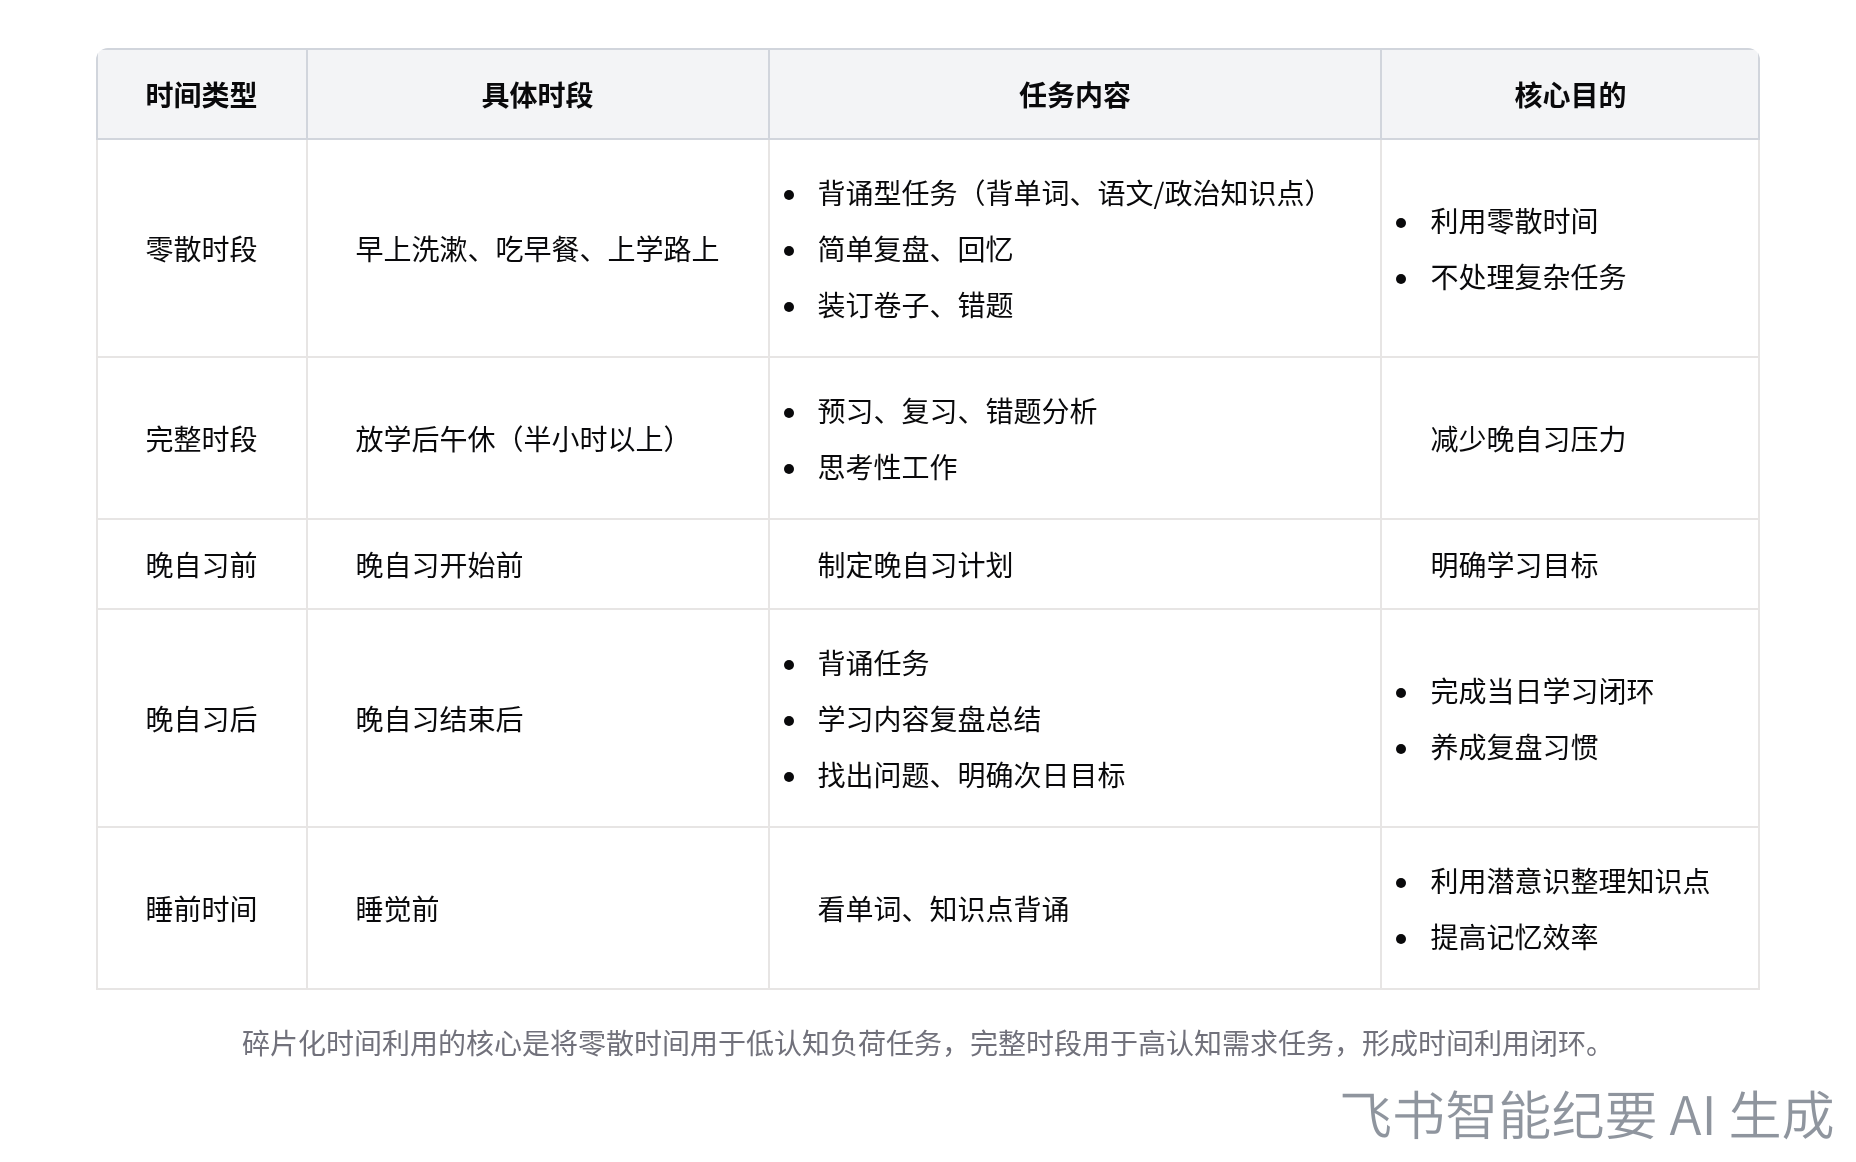 时间类型 具体时段 任务内容 核心目的
零散时段 早上洗漱、吃早餐、上学路上
背诵型任务（背单词、语文/政治知识点）
简单复盘、回忆
装订卷子、错题
利用零散时间
不处理复杂任务
完整时段 放学后午休（半小时以上）
预习、复习、错题分析
思考性工作
减少晚自习压力
晚自习前 晚自习开始前 制定晚自习计划 明确学习目标
晚自习后 晚自习结束后
背诵任务
学习内容复盘总结
找出问题、明确次日目标
完成当日学习闭环
养成复盘习惯
睡前时间 睡觉前 看单词、知识点背诵
利用潜意识整理知识点
提高记忆效率
碎片化时间利用的核心是将零散时间用于低认知负荷任务，完整时段用于高认知需求任务，形成时间利用闭环。
飞书智能纪要 AI 生成